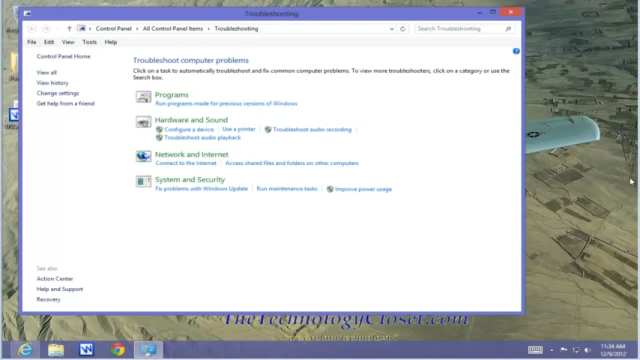 Troubleshooting
Control Panel ▸ All Control Panel Items ▸ Troubleshooting
Search Troubleshooting
File Edit View Tools Help
Control Panel Home
View all
View history
Change settings
Get help from a friend
Troubleshoot computer problems
Click on a task to automatically troubleshoot and fix common computer problems. To view more troubleshooters, click on a category or use the
Search box.
Programs
Run programs made for previous versions of Windows
Hardware and Sound
Configure a device Use a printer Troubleshoot audio recording
Troubleshoot audio playback
Network and Internet
Connect to the Internet Access shared files and folders on other computers
System and Security
Fix problems with Windows Update Run maintenance tasks Improve power usage
See also
Action Center
Help and Support
Recovery
TheTechnologyCloset.com
11:34 AM
12/9/2012